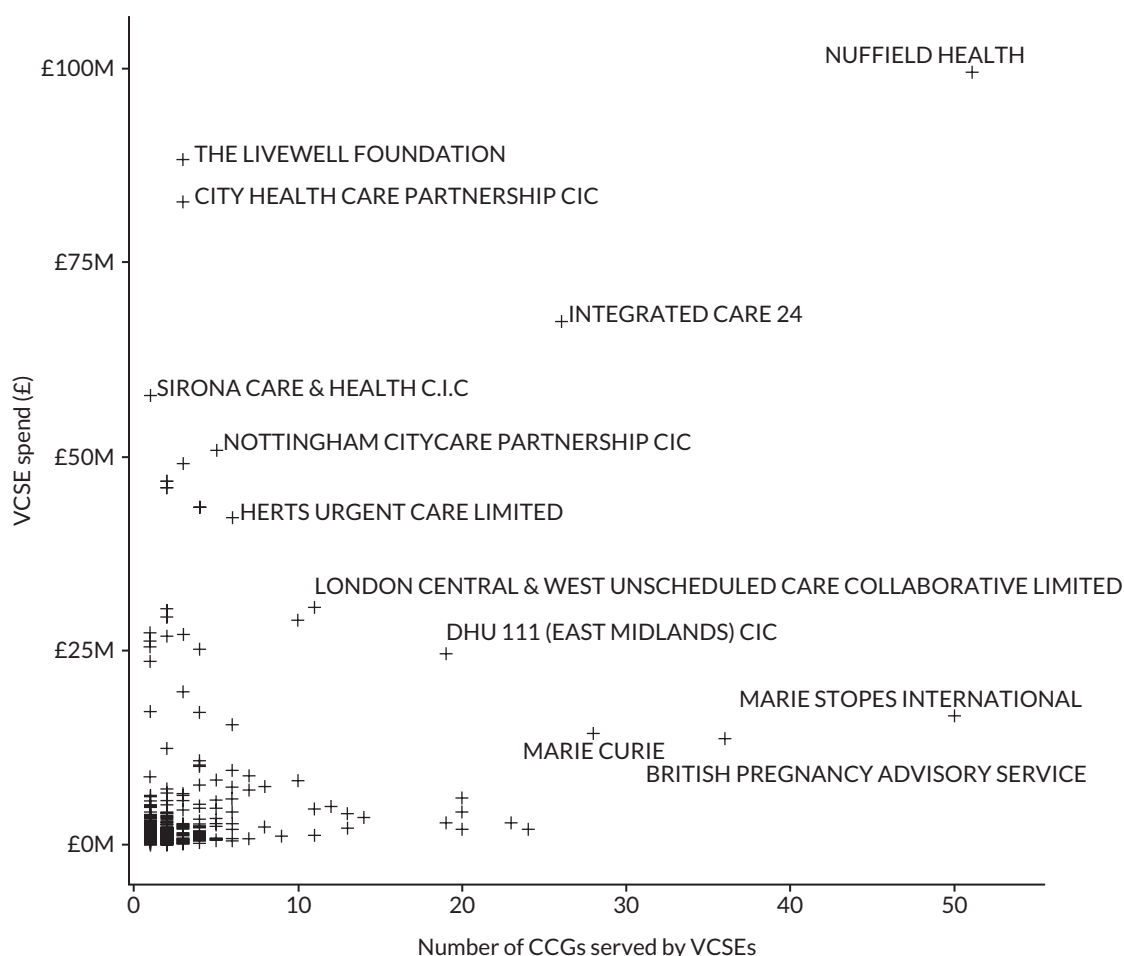 NUFFIELD HEALTH
£100M
THE LIVEWELL FOUNDATION
CITY HEALTH CARE PARTNERSHIP CIC
£75M
INTEGRATED CARE 24
SIRONA CARE & HEALTH C.I.C
NOTTINGHAM CITYCARE PARTNERSHIP CIC
£50M
VCSE spend (£)
HERTS URGENT CARE LIMITED
LONDON CENTRAL & WEST UNSCHEDULED CARE COLLABORATIVE LIMITED
DHU 111 (EAST MIDLANDS) CIC
£25M
MARIE STOPES INTERNATIONAL
MARIE CURIE
BRITISH PREGNANCY ADVISORY SERVICE
£0M
0 10 20 30 40 50
Number of CCGs served by VCSEs